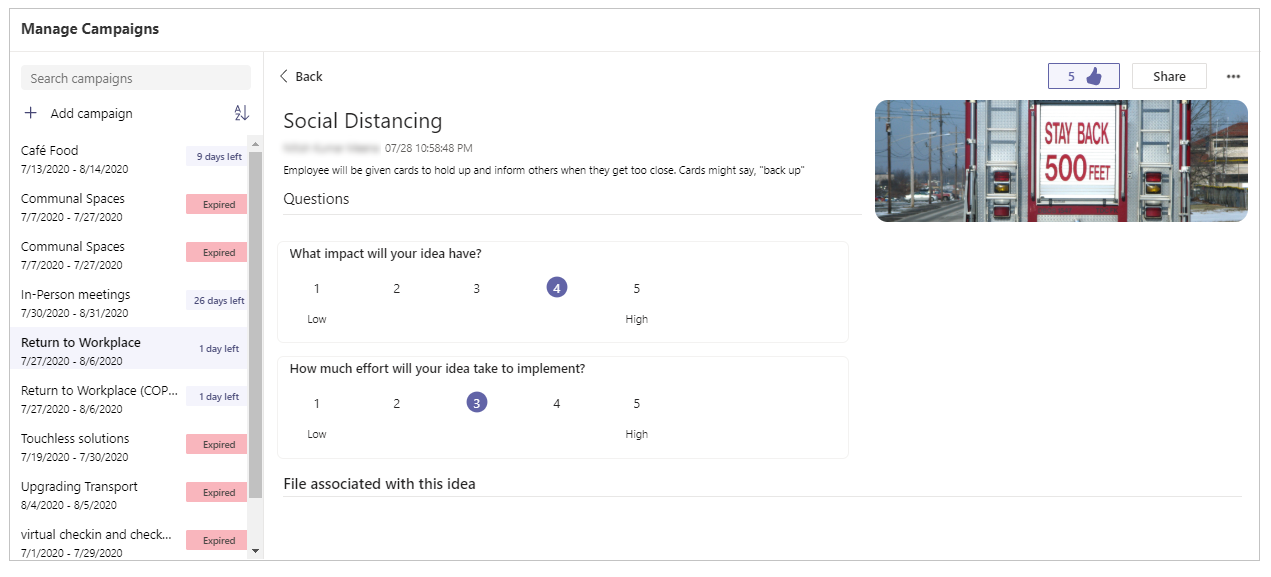 Manage Campaigns
Search campaigns
Add campaign
A
Z
Café Food
7/13/2020 - 8/14/2020
9 days left
Communal Spaces
7/7/2020 - 7/27/2020
Expired
Communal Spaces
7/7/2020 - 7/27/2020
Expired
In-Person meetings
7/30/2020 - 8/31/2020
26 days left
Return to Workplace
7/27/2020 - 8/6/2020
1 day left
Return to Workplace (COP...
7/27/2020 - 8/6/2020
1 day left
Touchless solutions
7/19/2020 - 7/30/2020
Expired
Upgrading Transport
8/4/2020 - 8/5/2020
Expired
virtual checkin and check...
7/1/2020 - 7/29/2020
Expired
Back
5
Share
Social Distancing
07/28 10:58:48 PM
Employee will be given cards to hold up and inform others when they get too close. Cards might say, "back up"
STAY BACK
500 FEET
Questions
What impact will your idea have?
1 2 3 4 5
Low High
How much effort will your idea take to implement?
1 2 3 4 5
Low High
File associated with this idea